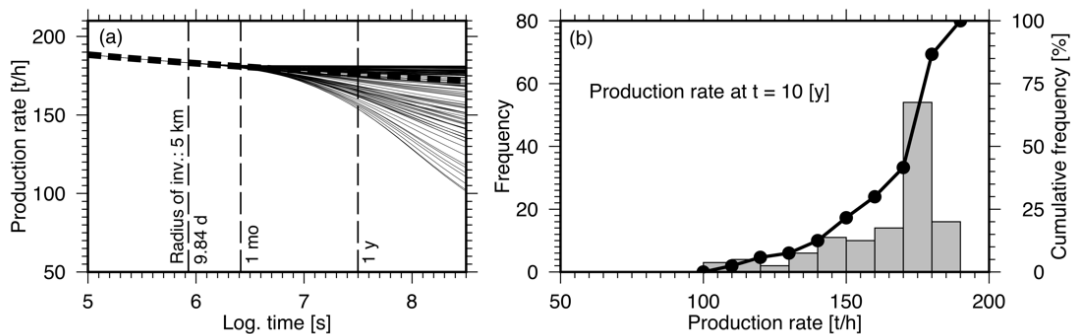 (a)
Production rate [t/h]
200
150
100
50
Radius of inv.: 5 km
9.84 d
1 mo
1 y
5
6
7
8
Log. time [s]
(b)
Production rate at t = 10 [y]
Frequency
80
60
40
20
0
50
100
150
200
Production rate [t/h]
100
75
50
25
0
Cumulative frequency [%]